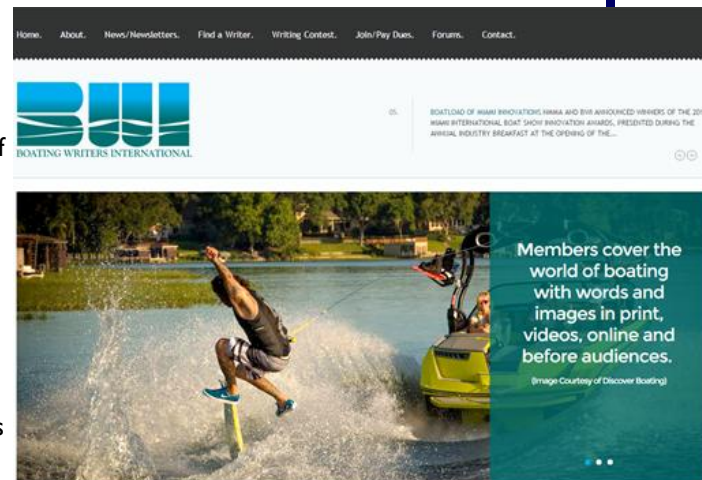 Home. About. News/Newsletters. Find a Writer. Writing Contest. Join/Pay Dues. Forums. Contact.
BWI
BOATING WRITERS INTERNATIONAL
05.
BOATLOAD OF MIAMI INNOVATIONS NMMA AND BWI ANNOUNCED WINNERS OF THE 20
MIAMI INTERNATIONAL BOAT SHOW INNOVATION AWARDS, PRESENTED DURING THE
ANNUAL INDUSTRY BREAKFAST AT THE OPENING OF THE...
f
Members cover the
world of boating
with words and
images in print,
videos, online and
before audiences.
(Image Courtesy of Discover Boating)
s